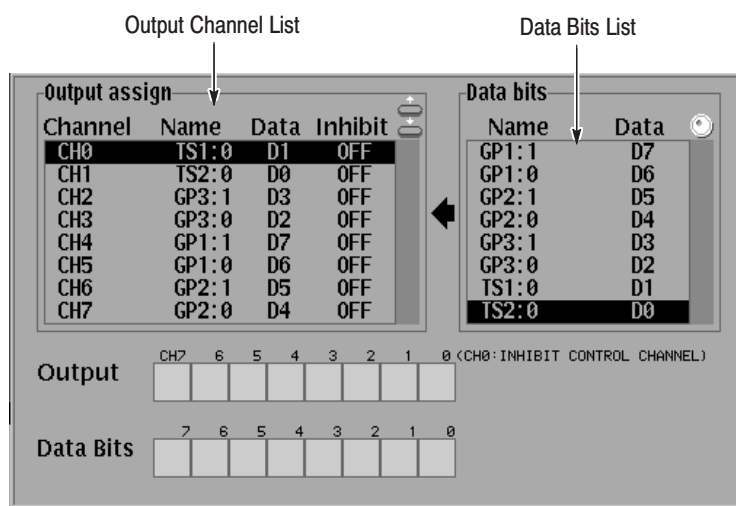 Output Channel List
Data Bits List
Output assign
Channel Name Data Inhibit
CH0 TS1:0 D1 OFF
CH1 TS2:0 D0 OFF
CH2 GP3:1 D3 OFF
CH3 GP3:0 D2 OFF
CH4 GP1:1 D7 OFF
CH5 GP1:0 D6 OFF
CH6 GP2:1 D5 OFF
CH7 GP2:0 D4 OFF
Data bits
Name Data
GP1:1 D7
GP1:0 D6
GP2:1 D5
GP2:0 D4
GP3:1 D3
GP3:0 D2
TS1:0 D1
TS2:0 D0
CH7 6 5 4 3 2 1 0 (CH0:INHIBIT CONTROL CHANNEL)
Output
7 6 5 4 3 2 1 0
Data Bits